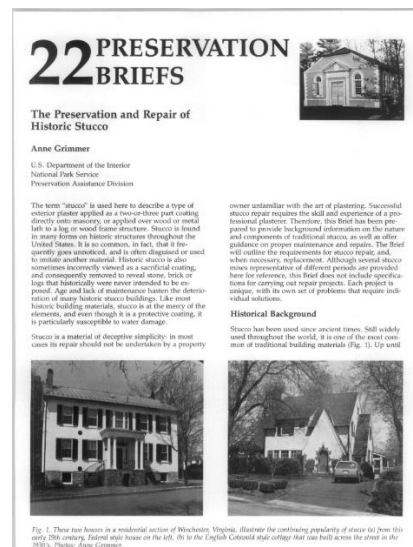 22 PRESERVATION
BRIEFS
The Preservation and Repair of
Historic Stucco
Anne Grimmer
U.S. Department of the Interior
National Park Service
Preservation Assistance Division
The term "stucco" is used here to describe a type of
exterior plaster applied as a two-or-three part coating
directly onto masonry, or applied over wood or metal
lath to a log or wood frame structure. Stucco is found
in many forms on historic structures throughout the
United States. It is so common, in fact, that it fre-
quently goes unnoticed, and is often disguised or used
to imitate another material. Historic stucco is also
sometimes incorrectly viewed as a sacrificial coating,
and consequently removed to reveal stone, brick or
logs that historically were never intended to be ex-
posed. Age and lack of maintenance hasten the deterio-
ration of many historic stucco buildings. Like most
historic building materials, stucco is at the mercy of the
elements, and even though it is a protective coating, it
is particularly susceptible to water damage.
Stucco is a material of deceptive simplicity: in most
cases its repair should not be undertaken by a property
owner unfamiliar with the art of plastering. Successful
stucco repair requires the skill and experience of a pro-
fessional plasterer. Therefore, this Brief has been pre-
pared to provide background information on the nature
and components of traditional stucco, as well as offer
guidance on proper maintenance and repairs. The Brief
will outline the requirements for stucco repair, and,
when necessary, replacement. Although several stucco
mixes representative of different periods are provided
here for reference, this Brief does not include specifica-
tions for carrying out repair projects. Each project is
unique, with its own set of problems that require indi-
vidual solutions.
Historical Background
Stucco has been used since ancient times. Still widely
used throughout the world, it is one of the most com-
mon of traditional building materials (Fig. 1). Up until
Fig. 1. These two houses in a residential section of Winchester, Virginia, illustrate the continuing popularity of stucco (a) from this
early 19th century, Federal style house on the left, (b) to the English Cotswold style cottage that was built across the street in the
1930's. Photos: Anne Grimmer.